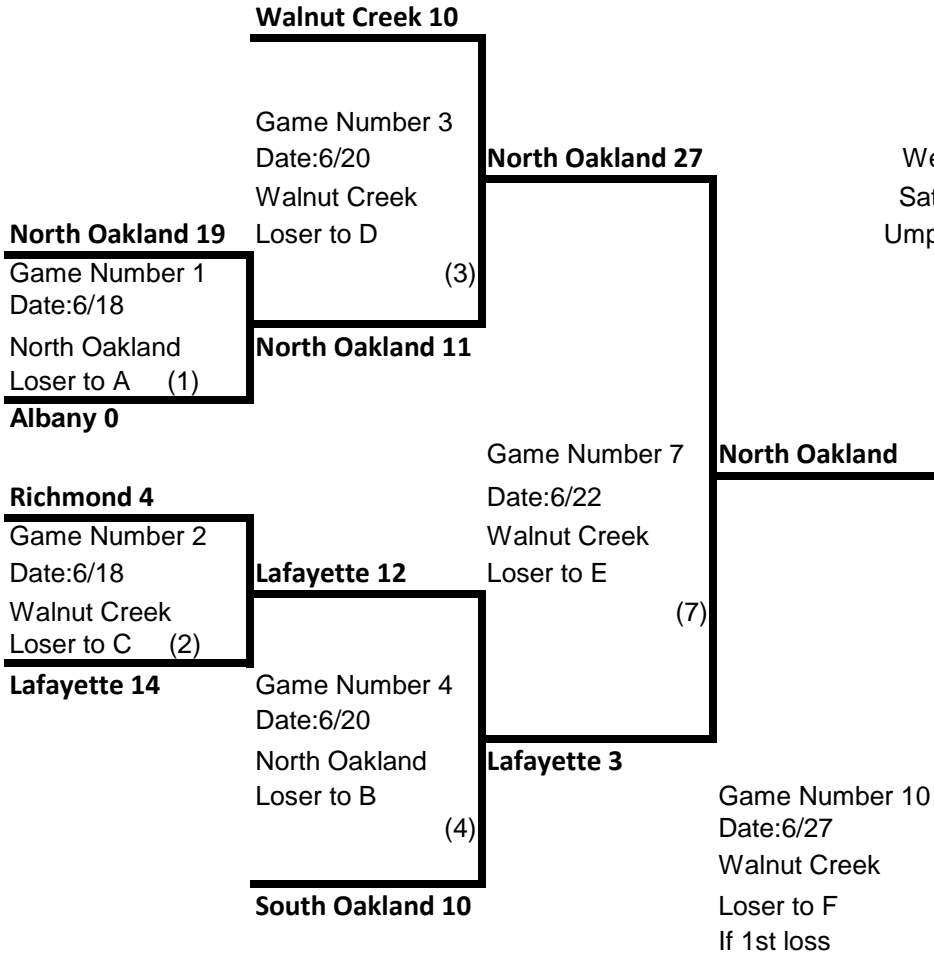 Walnut Creek 10
Game Number 3
Date:6/20
North Oakland 27
We
Walnut Creek
Sat
North Oakland 19
Loser to D
Ump
Game Number 1
(3)
Date:6/18
North Oakland
North Oakland 11
Loser to A (1)
Albany 0
Game Number 7
North Oakland
Richmond 4
Date:6/22
Game Number 2
Walnut Creek
Date:6/18
Lafayette 12
Loser to E
Walnut Creek
(7)
Loser to C (2)
Lafayette 14
Game Number 4
Date:6/20
North Oakland
Lafayette 3
Loser to B
Game Number 10
(4)
Date:6/27
Walnut Creek
South Oakland 10
Loser to F
If 1st loss